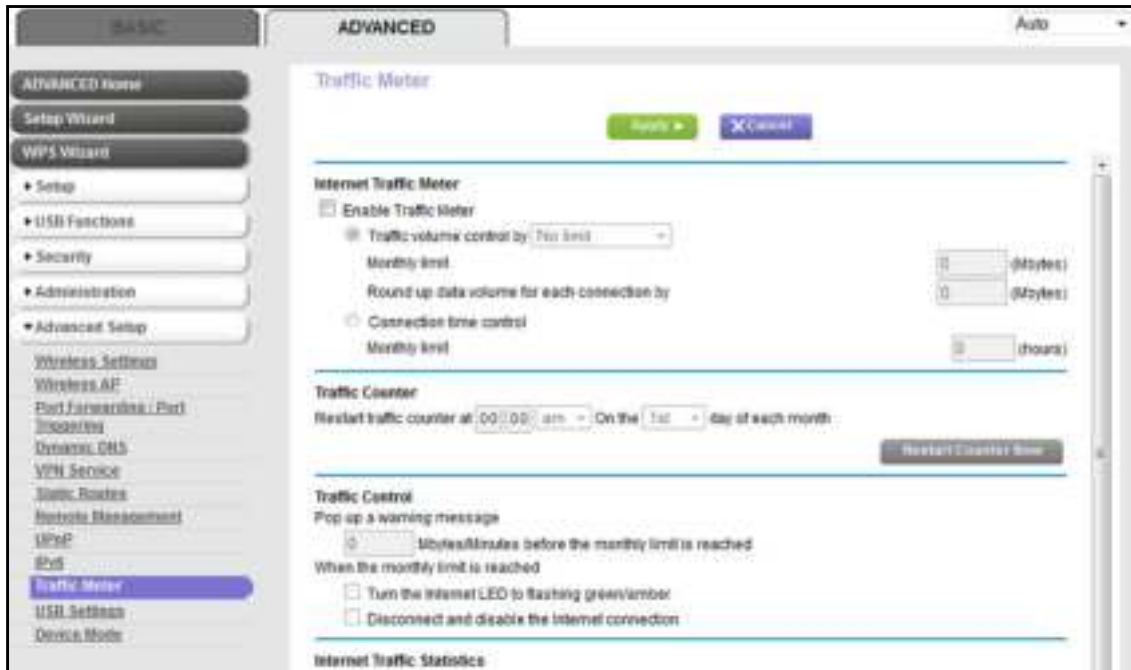 BASIC
ADVANCED
Auto
ADVANCED Home
Setup Wizard
WPS Wizard
Setup
USB Functions
Security
Administration
Advanced Setup
Wireless Settings
Wireless AP
Port Forwarding / Port
Triggering
Dynamic DNS
VPN Service
Static Routes
Remote Management
UPnP
IPv6
Traffic Meter
USB Settings
Device Mode
Traffic Meter
Apply
X Cancel
Internet Traffic Meter
Enable Traffic Meter
Traffic volume control by No limit
Monthly limit 0 (Mbytes)
Round up data volume for each connection by 0 (Mbytes)
Connection time control
Monthly limit 0 (hours)
Traffic Counter
Restart traffic counter at 00:00 am On the 1st day of each month
Restart Counter Now
Traffic Control
Pop up a warning message
0 Mbytes/Minutes before the monthly limit is reached
When the monthly limit is reached
Turn the Internet LED to flashing green/amber
Disconnect and disable the Internet connection
Internet Traffic Statistics